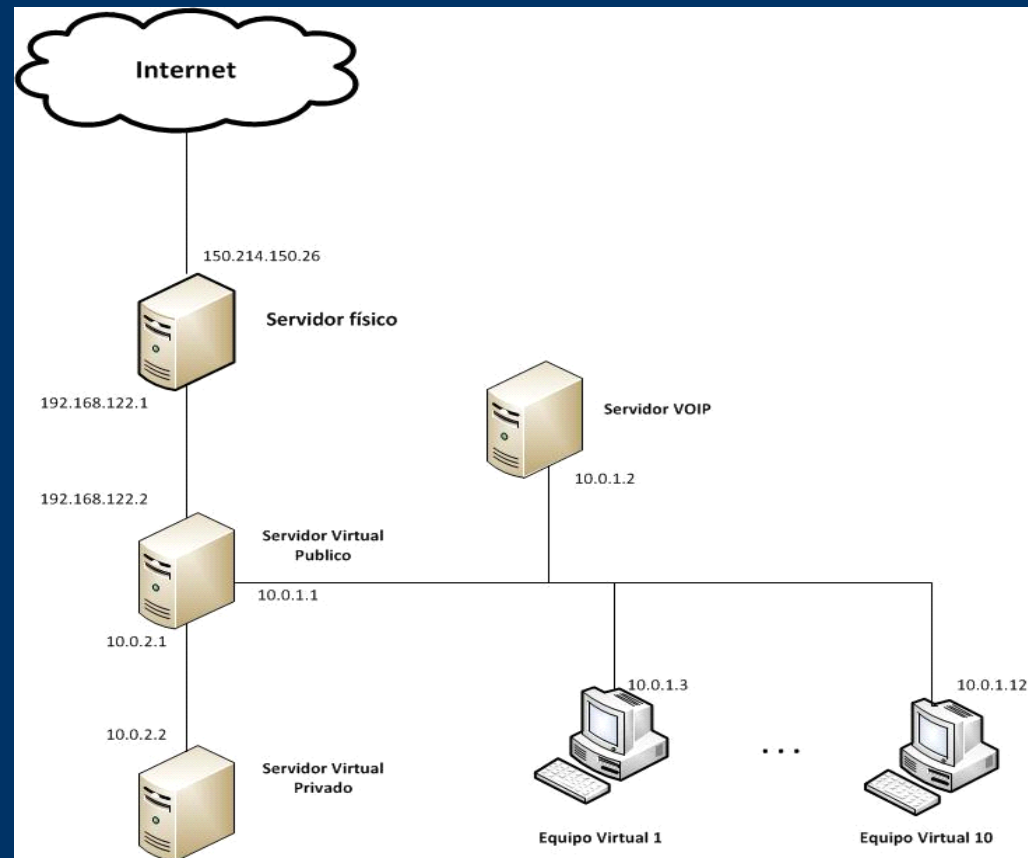 Internet
150.214.150.26
Servidor físico
192.168.122.1
Servidor VOIP
10.0.1.2
192.168.122.2
Servidor Virtual
Publico
10.0.1.1
10.0.2.1
10.0.1.3
10.0.1.12
10.0.2.2
Servidor Virtual
Privado
. . .
Equipo Virtual 1
Equipo Virtual 10